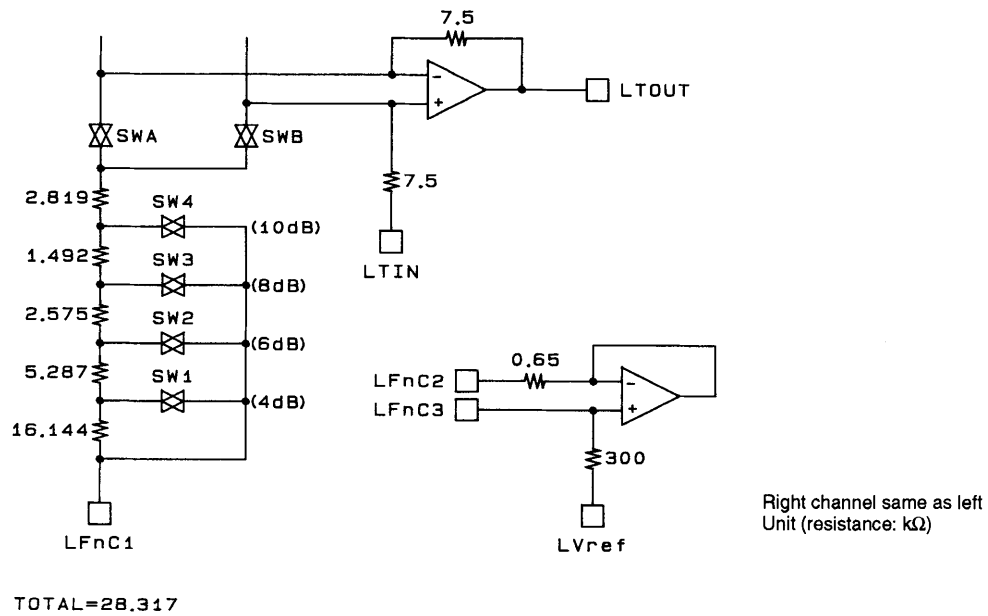 7.5
LTOUT
−
+
SWA
SWB
7.5
2.819
SW4
(10dB)
LTIN
1.492
SW3
(8dB)
2.575
SW2
(6dB)
0.65
LFnC2
−
5.287
SW1
(4dB)
LFnC3
+
16.144
300
LFnC1
LVref
Right channel same as left
Unit (resistance: kΩ)
TOTAL=28.317